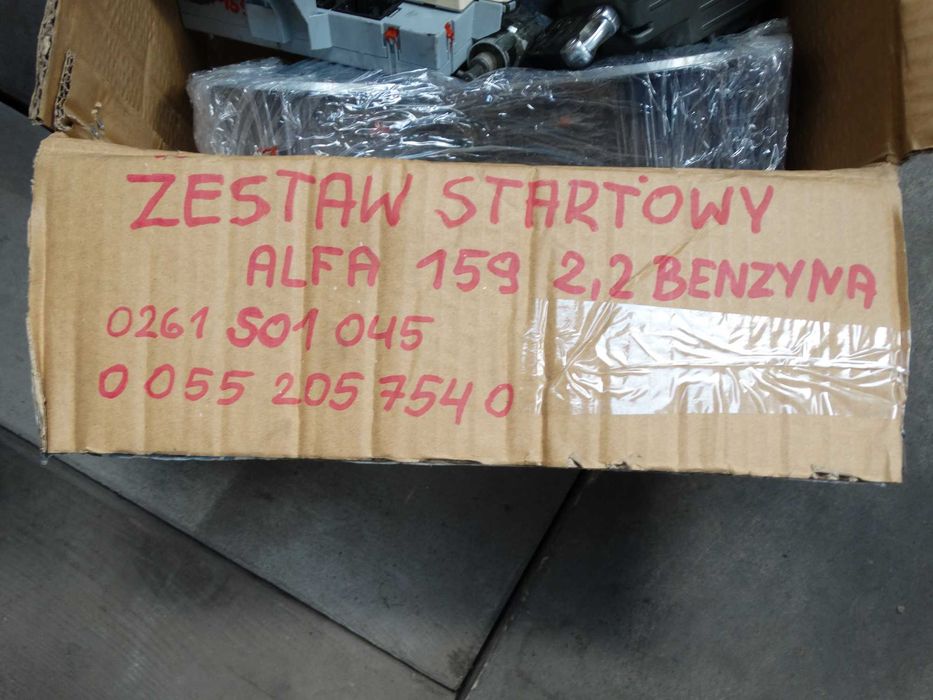 ZESTAW STARTOWY
ALFA 159 2,2 BENZYNA
0261 S01 045
0 055 205 754 0